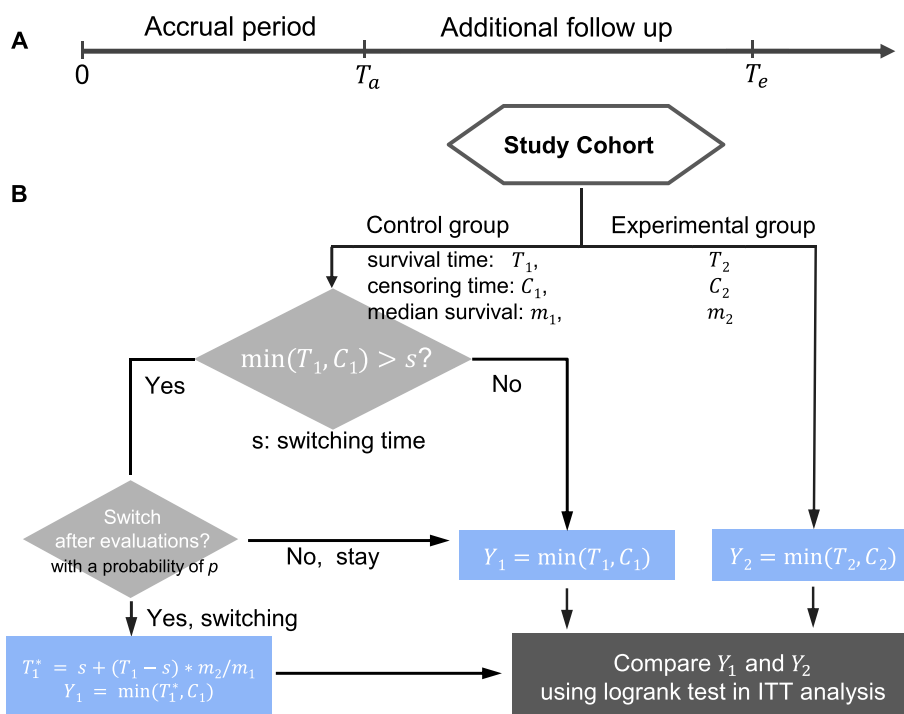 A
Accrual period
Additional follow up
0
T_a
T_e
Study Cohort
B
Control group
Experimental group
survival time: T_1,
T_2
censoring time: C_1,
C_2
median survival: m_1,
m_2
min(T_1, C_1) > s?
Yes
No
s: switching time
Switch
after evaluations?
with a probability of p
No, stay
Y_1 = min(T_1, C_1)
Y_2 = min(T_2, C_2)
Yes, switching
T_1^* = s + (T_1 − s) * m_2/m_1
Y_1 = min(T_1^*, C_1)
Compare Y_1 and Y_2
using logrank test in ITT analysis